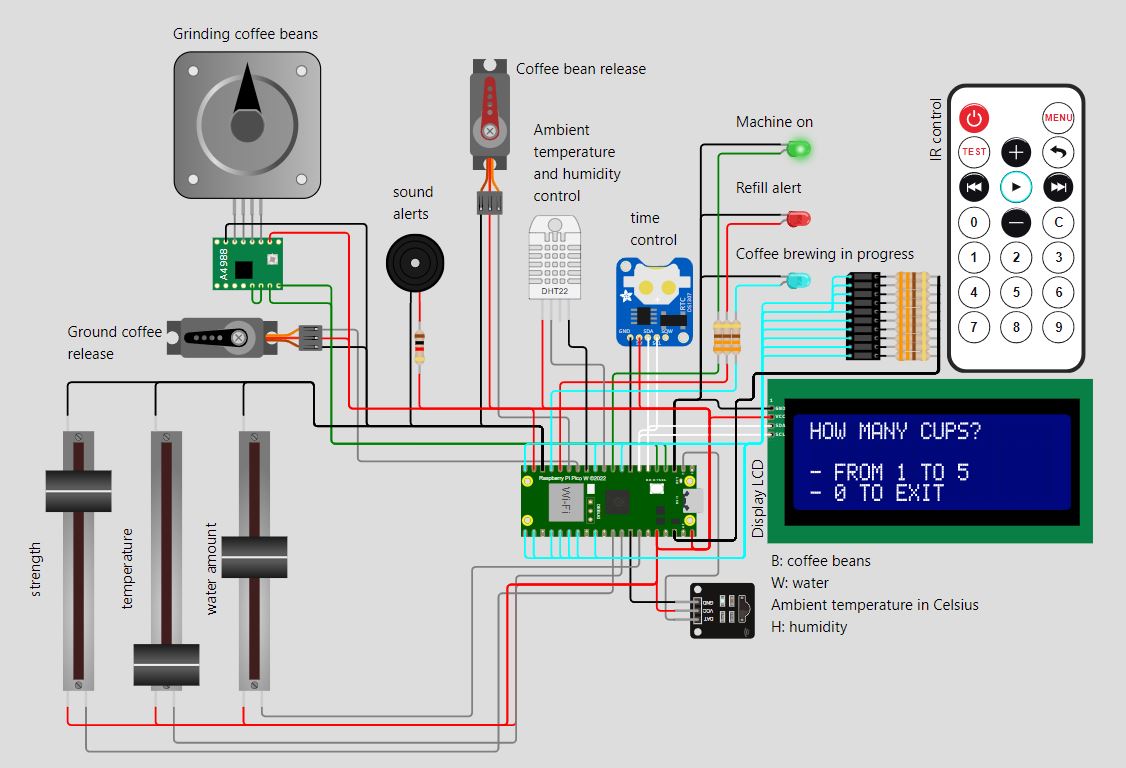 Grinding coffee beans
Coffee bean release
Ambient
temperature
and humidity
control
sound
alerts
time
control
Machine on
Refill alert
Coffee brewing in progress
IR control
MENU
TEST
+
0
−
C
1
2
3
4
5
6
7
8
9
A4988
DHT22
GND
SDA
SQW
RTC
DS1307
Ground coffee
release
1
GND
VCC
SDA
SCL
HOW MANY CUPS?
- FROM 1 TO 5
- 0 TO EXIT
Display LCD
Raspberry Pi Pico W ©2022
Wi-Fi
DEBUG
strength
temperature
water amount
GND
VCC
DAT
B: coffee beans
W: water
Ambient temperature in Celsius
H: humidity